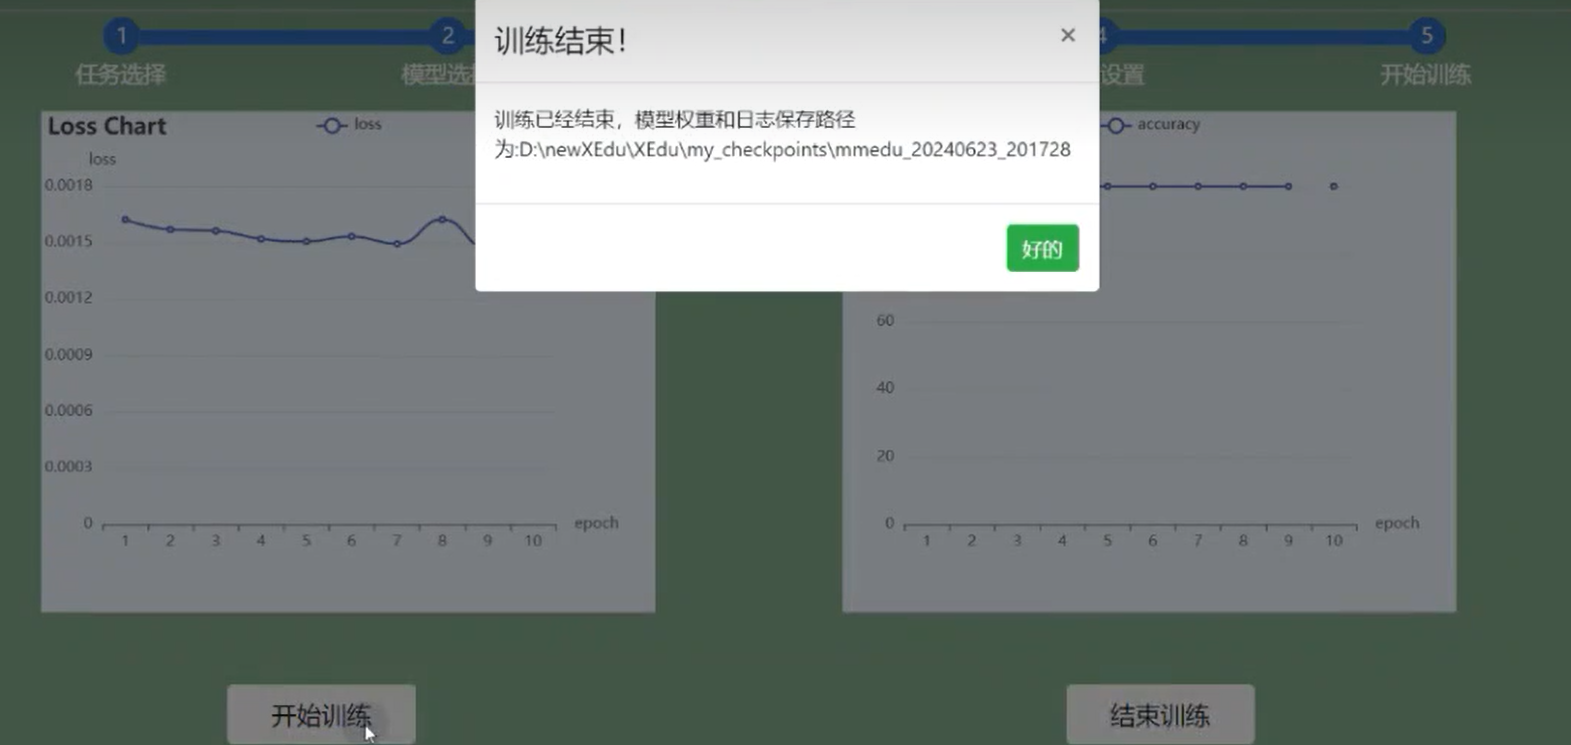 1
2
4
5
任务选择
模型选
设置
开始训练
训练结束！
×
训练已经结束，模型权重和日志保存路径
为:D:\newXEdu\XEdu\my_checkpoints\mmedu_20240623_201728
好的
Loss Chart
loss
loss
0.0018
0.0015
0.0012
0.0009
0.0006
0.0003
0
1 2 3 4 5 6 7 8 9 10
epoch
accuracy
60
40
20
0
1 2 3 4 5 6 7 8 9 10
epoch
开始训练
结束训练